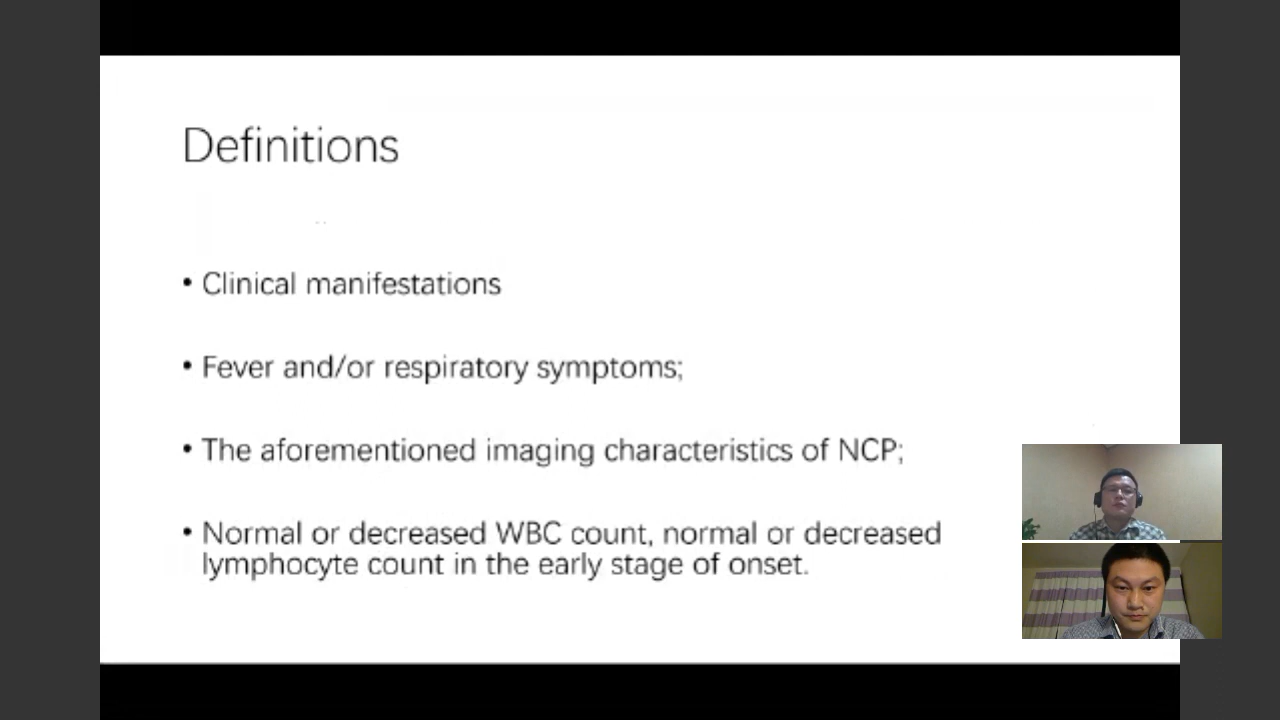 Definitions
• Clinical manifestations
• Fever and/or respiratory symptoms;
• The aforementioned imaging characteristics of NCP;
• Normal or decreased WBC count, normal or decreased
lymphocyte count in the early stage of onset.